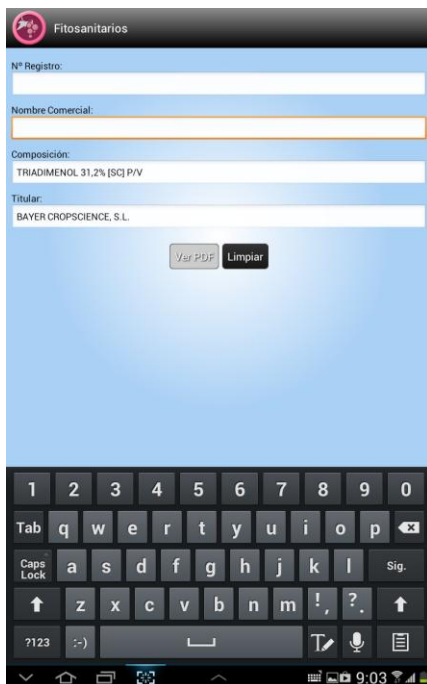 Fitosanitarios
Nº Registro:
Nombre Comercial:
Composición:
TRIADIMENOL 31,2% [SC] P/V
Titular:
BAYER CROPSCIENCE, S.L.
Ver PDF Limpiar
1 2 3 4 5 6 7 8 9 0
Tab q w e r t y u i o p
Caps Lock a s d f g h j k l Sig.
z x c v b n m ! , ? .
?123 :-) T
9:03